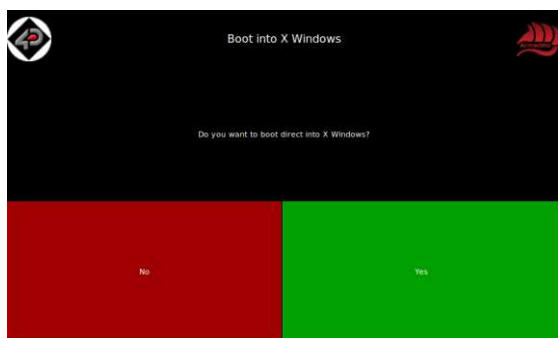 Boot into X Windows
Do you want to boot direct into X Windows?
No
Yes